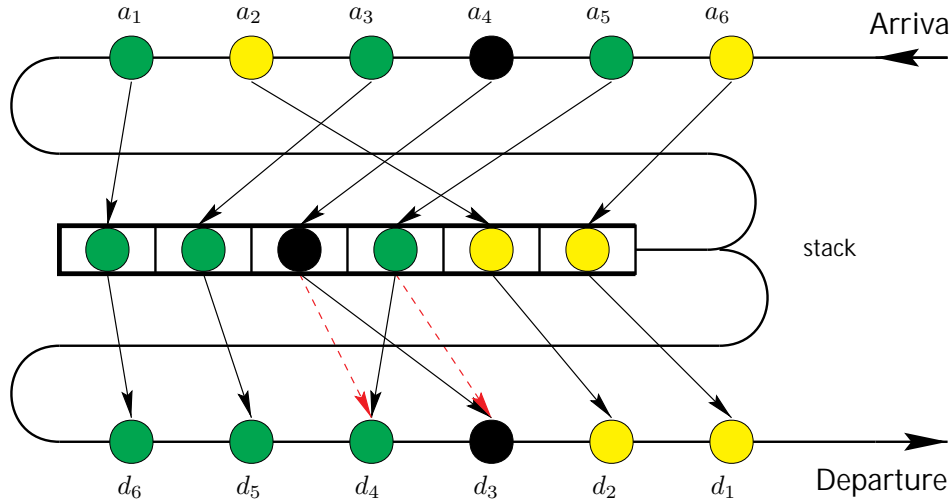 a1 a2 a3 a4 a5 a6
Arriva
stack
d6 d5 d4 d3 d2 d1
Departure